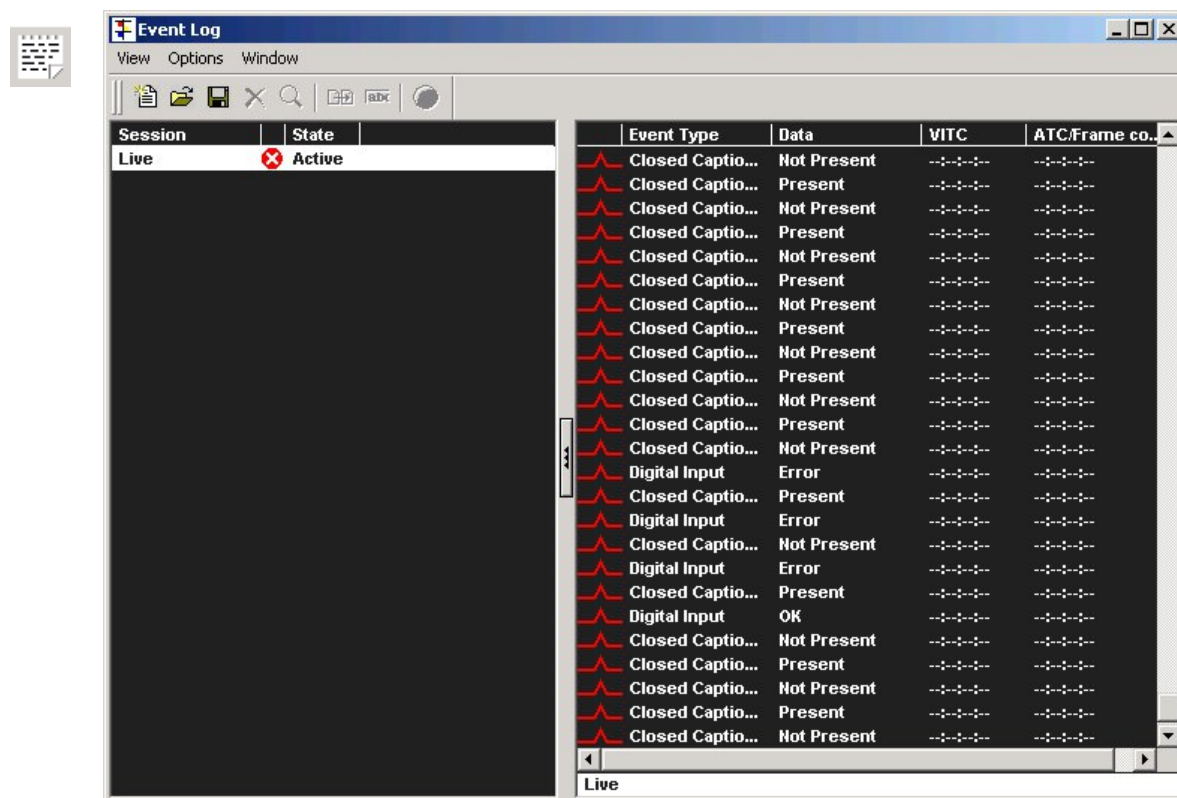 Event Log
View Options Window
abc
Session State
Live Active
Event Type Data VITC ATC/Frame co...
Closed Captio... Not Present --:--:--:-- --:--:--:--
Closed Captio... Present --:--:--:-- --:--:--:--
Closed Captio... Not Present --:--:--:-- --:--:--:--
Closed Captio... Present --:--:--:-- --:--:--:--
Closed Captio... Not Present --:--:--:-- --:--:--:--
Closed Captio... Present --:--:--:-- --:--:--:--
Closed Captio... Not Present --:--:--:-- --:--:--:--
Closed Captio... Present --:--:--:-- --:--:--:--
Closed Captio... Not Present --:--:--:-- --:--:--:--
Closed Captio... Present --:--:--:-- --:--:--:--
Closed Captio... Not Present --:--:--:-- --:--:--:--
Closed Captio... Present --:--:--:-- --:--:--:--
Closed Captio... Not Present --:--:--:-- --:--:--:--
Digital Input Error --:--:--:-- --:--:--:--
Closed Captio... Present --:--:--:-- --:--:--:--
Digital Input Error --:--:--:-- --:--:--:--
Closed Captio... Not Present --:--:--:-- --:--:--:--
Digital Input Error --:--:--:-- --:--:--:--
Closed Captio... Present --:--:--:-- --:--:--:--
Digital Input OK --:--:--:-- --:--:--:--
Closed Captio... Not Present --:--:--:-- --:--:--:--
Closed Captio... Present --:--:--:-- --:--:--:--
Closed Captio... Not Present --:--:--:-- --:--:--:--
Closed Captio... Present --:--:--:-- --:--:--:--
Closed Captio... Not Present --:--:--:-- --:--:--:--
Live